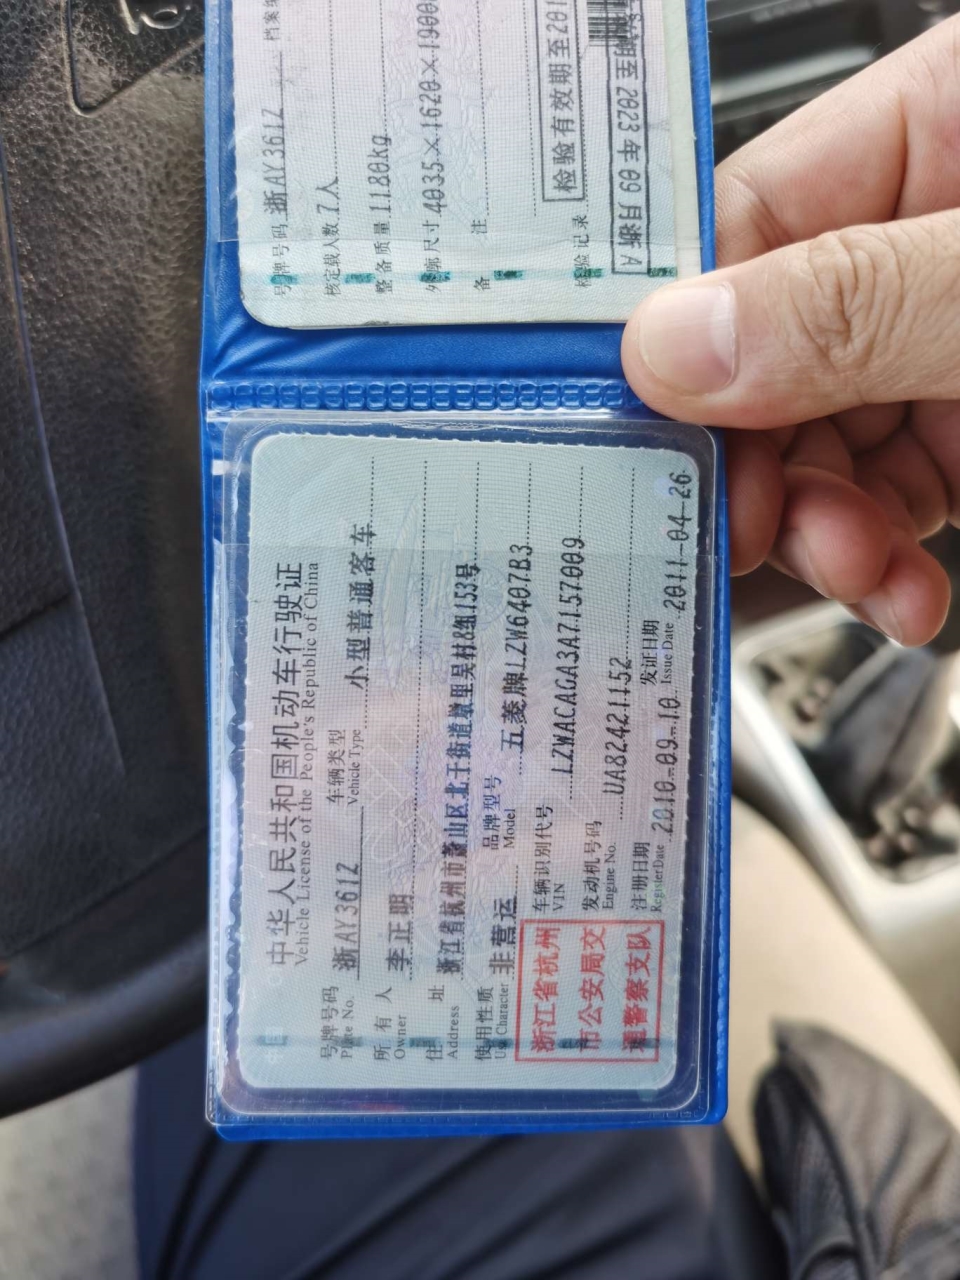 中华人民共和国机动车行驶证
Vehicle License of the People's Republic of China
号牌号码 浙AY361Z 车辆类型 小型普通客车
Plate No. Vehicle Type
所有人 李正明
Owner
住址 浙江省杭州市萧山区北干街道墩里吴村8组153号
Address
使用性质 非营运 品牌型号 五菱牌LZW6407B3
Use Character Model
浙江省杭州
市公安局交
通警察支队
车辆识别代号 LZWACAGA3A7157009
VIN
发动机号码 UA82421152
Engine No.
注册日期 2010-09-10 发证日期 2011-04-26
RegisterDate Issue Date
号牌号码 浙AY361Z 档案编
核定载人数 7人
整备质量 1180kg
外廓尺寸 4035×1620×1900
备注
检验记录
检验有效期至201
期至2023年09月浙A